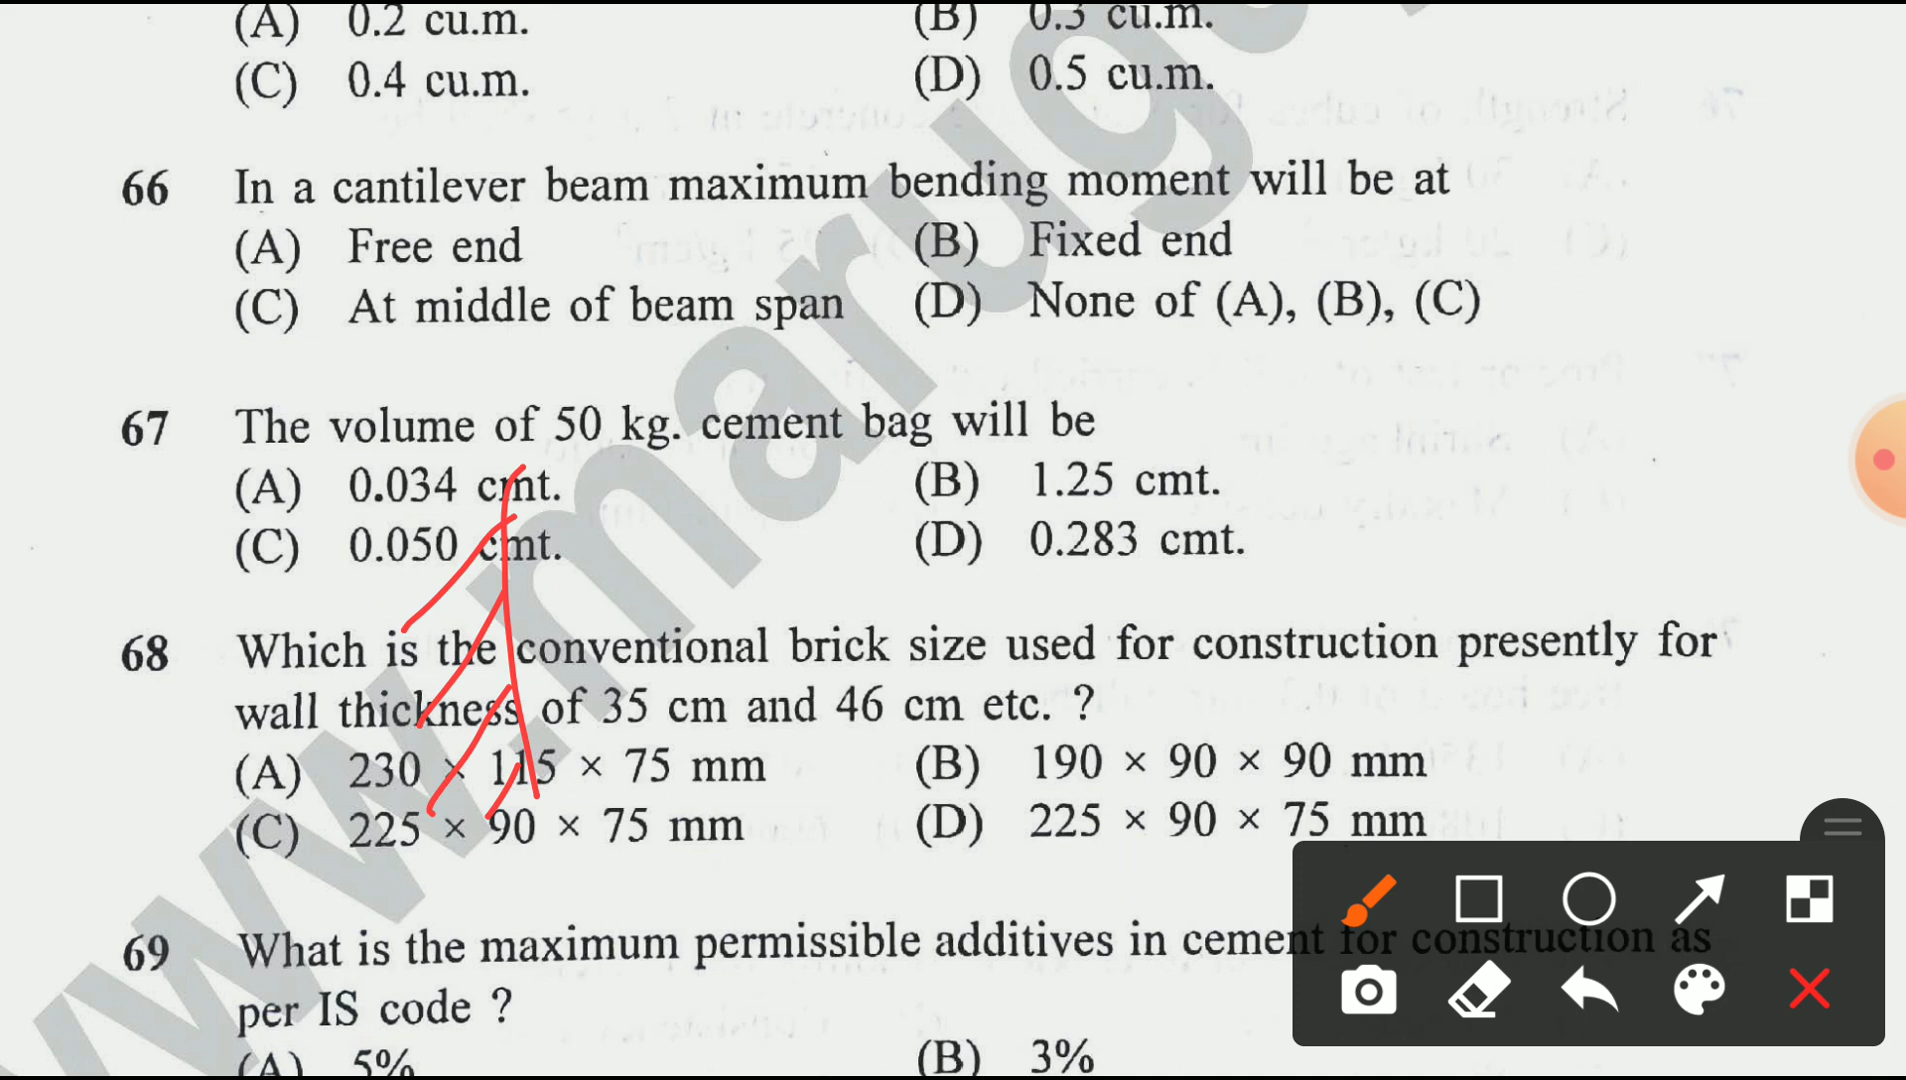 (A) 0.2 cu.m. (B) 0.3 cu.m.
(C) 0.4 cu.m. (D) 0.5 cu.m.
66 In a cantilever beam maximum bending moment will be at
(A) Free end (B) Fixed end
(C) At middle of beam span (D) None of (A), (B), (C)
67 The volume of 50 kg. cement bag will be
(A) 0.034 cmt. (B) 1.25 cmt.
(C) 0.050 cmt. (D) 0.283 cmt.
68 Which is the conventional brick size used for construction presently for
wall thickness of 35 cm and 46 cm etc. ?
(A) 230 × 115 × 75 mm (B) 190 × 90 × 90 mm
(C) 225 × 90 × 75 mm (D) 225 × 90 × 75 mm
69 What is the maximum permissible additives in cement for construction as
per IS code ?
(A) 5% (B) 3%
www.marugu